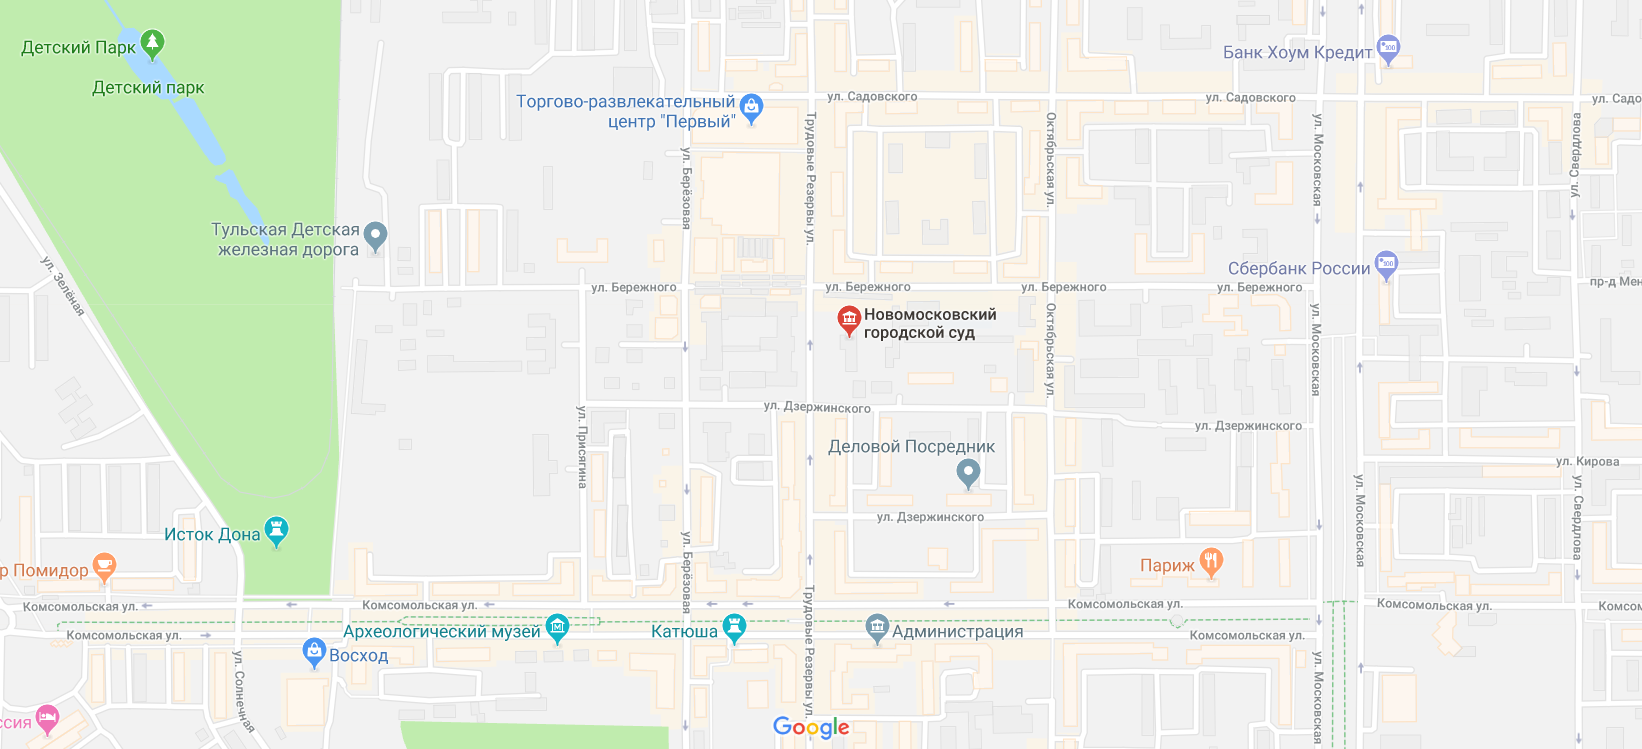 Детский Парк
Детский парк
Банк Хоум Кредит
Торгово-развлекательный
центр "Первый"
ул. Садовского
ул. Садовского
ул. Садо
Трудовые Резервы ул.
Октябрьская ул.
ул. Московская
ул. Свердлова
ул. Берёзовая
Тульская Детская
железная дорога
ул. Зелёная
Сбербанк России
ул. Бережного
ул. Бережного
ул. Бережного
ул. Бережного
пр-д Мен
Новомосковский
городской суд
Октябрьская ул.
ул. Московская
ул. Дзержинского
ул. Присягина
ул. Дзержинского
Деловой Посредник
ул. Кирова
ул. Московская
ул. Свердлова
ул. Дзержинского
Исток Дона
ул. Берёзовая
р Помидор
Париж
Комсомольская ул.
Комсомольская ул.
Комсомольская ул.
Комсомольская ул.
Комсом
Трудовые Резервы ул.
Комсомольская ул.
Археологический музей
Катюша
Администрация
Комсомольская ул.
Восход
ул. Солнечная
ул. Московская
ссия
Google